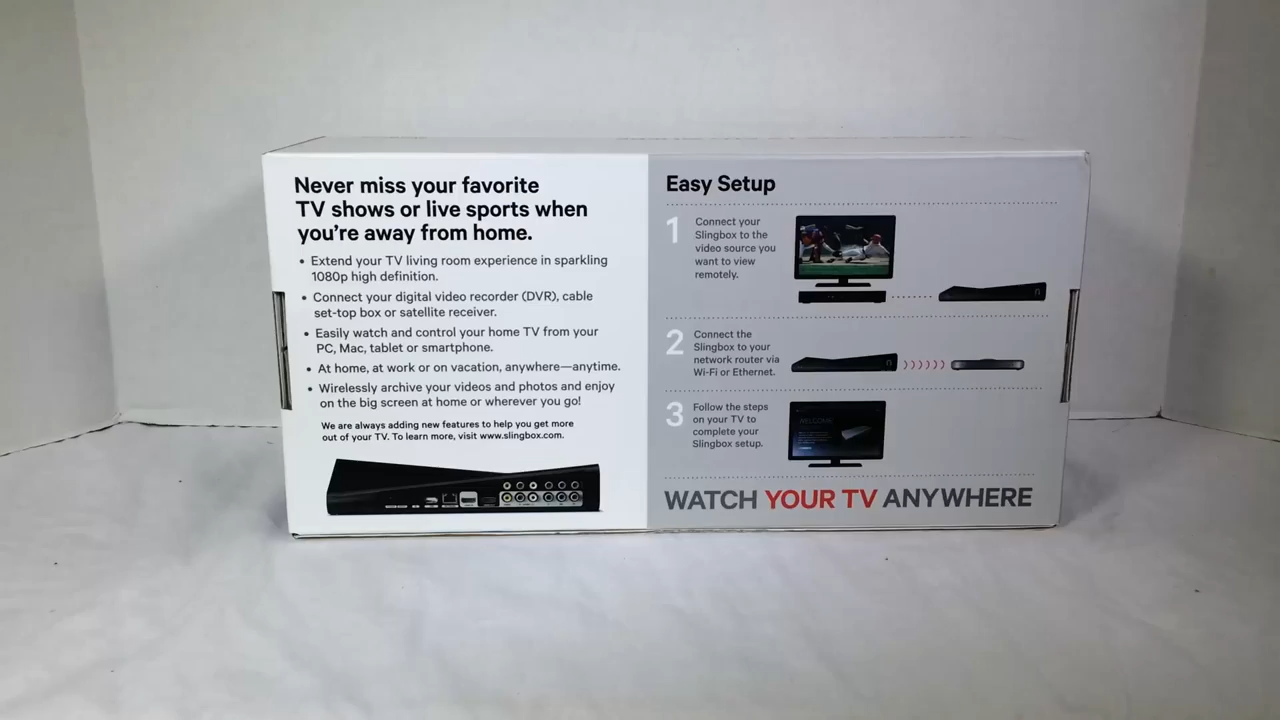 Never miss your favorite
TV shows or live sports when
you're away from home.
• Extend your TV living room experience in sparkling
1080p high definition.
• Connect your digital video recorder (DVR), cable
set-top box or satellite receiver.
• Easily watch and control your home TV from your
PC, Mac, tablet or smartphone.
• At home, at work or on vacation, anywhere—anytime.
• Wirelessly archive your videos and photos and enjoy
on the big screen at home or wherever you go!
We are always adding new features to help you get more
out of your TV. To learn more, visit www.slingbox.com.
Easy Setup
1
Connect your
Slingbox to the
video source you
want to view
remotely.
2
Connect the
Slingbox to your
network router via
Wi-Fi or Ethernet.
3
Follow the steps
on your TV to
complete your
Slingbox setup.
WELCOME
WATCH YOUR TV ANYWHERE